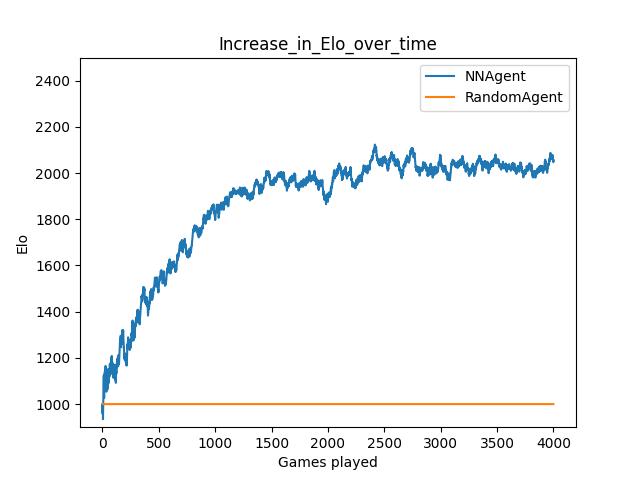 Increase_in_Elo_over_time
NNAgent
RandomAgent
2400
2200
2000
1800
1600
1400
1200
1000
Elo
0 500 1000 1500 2000 2500 3000 3500 4000
Games played